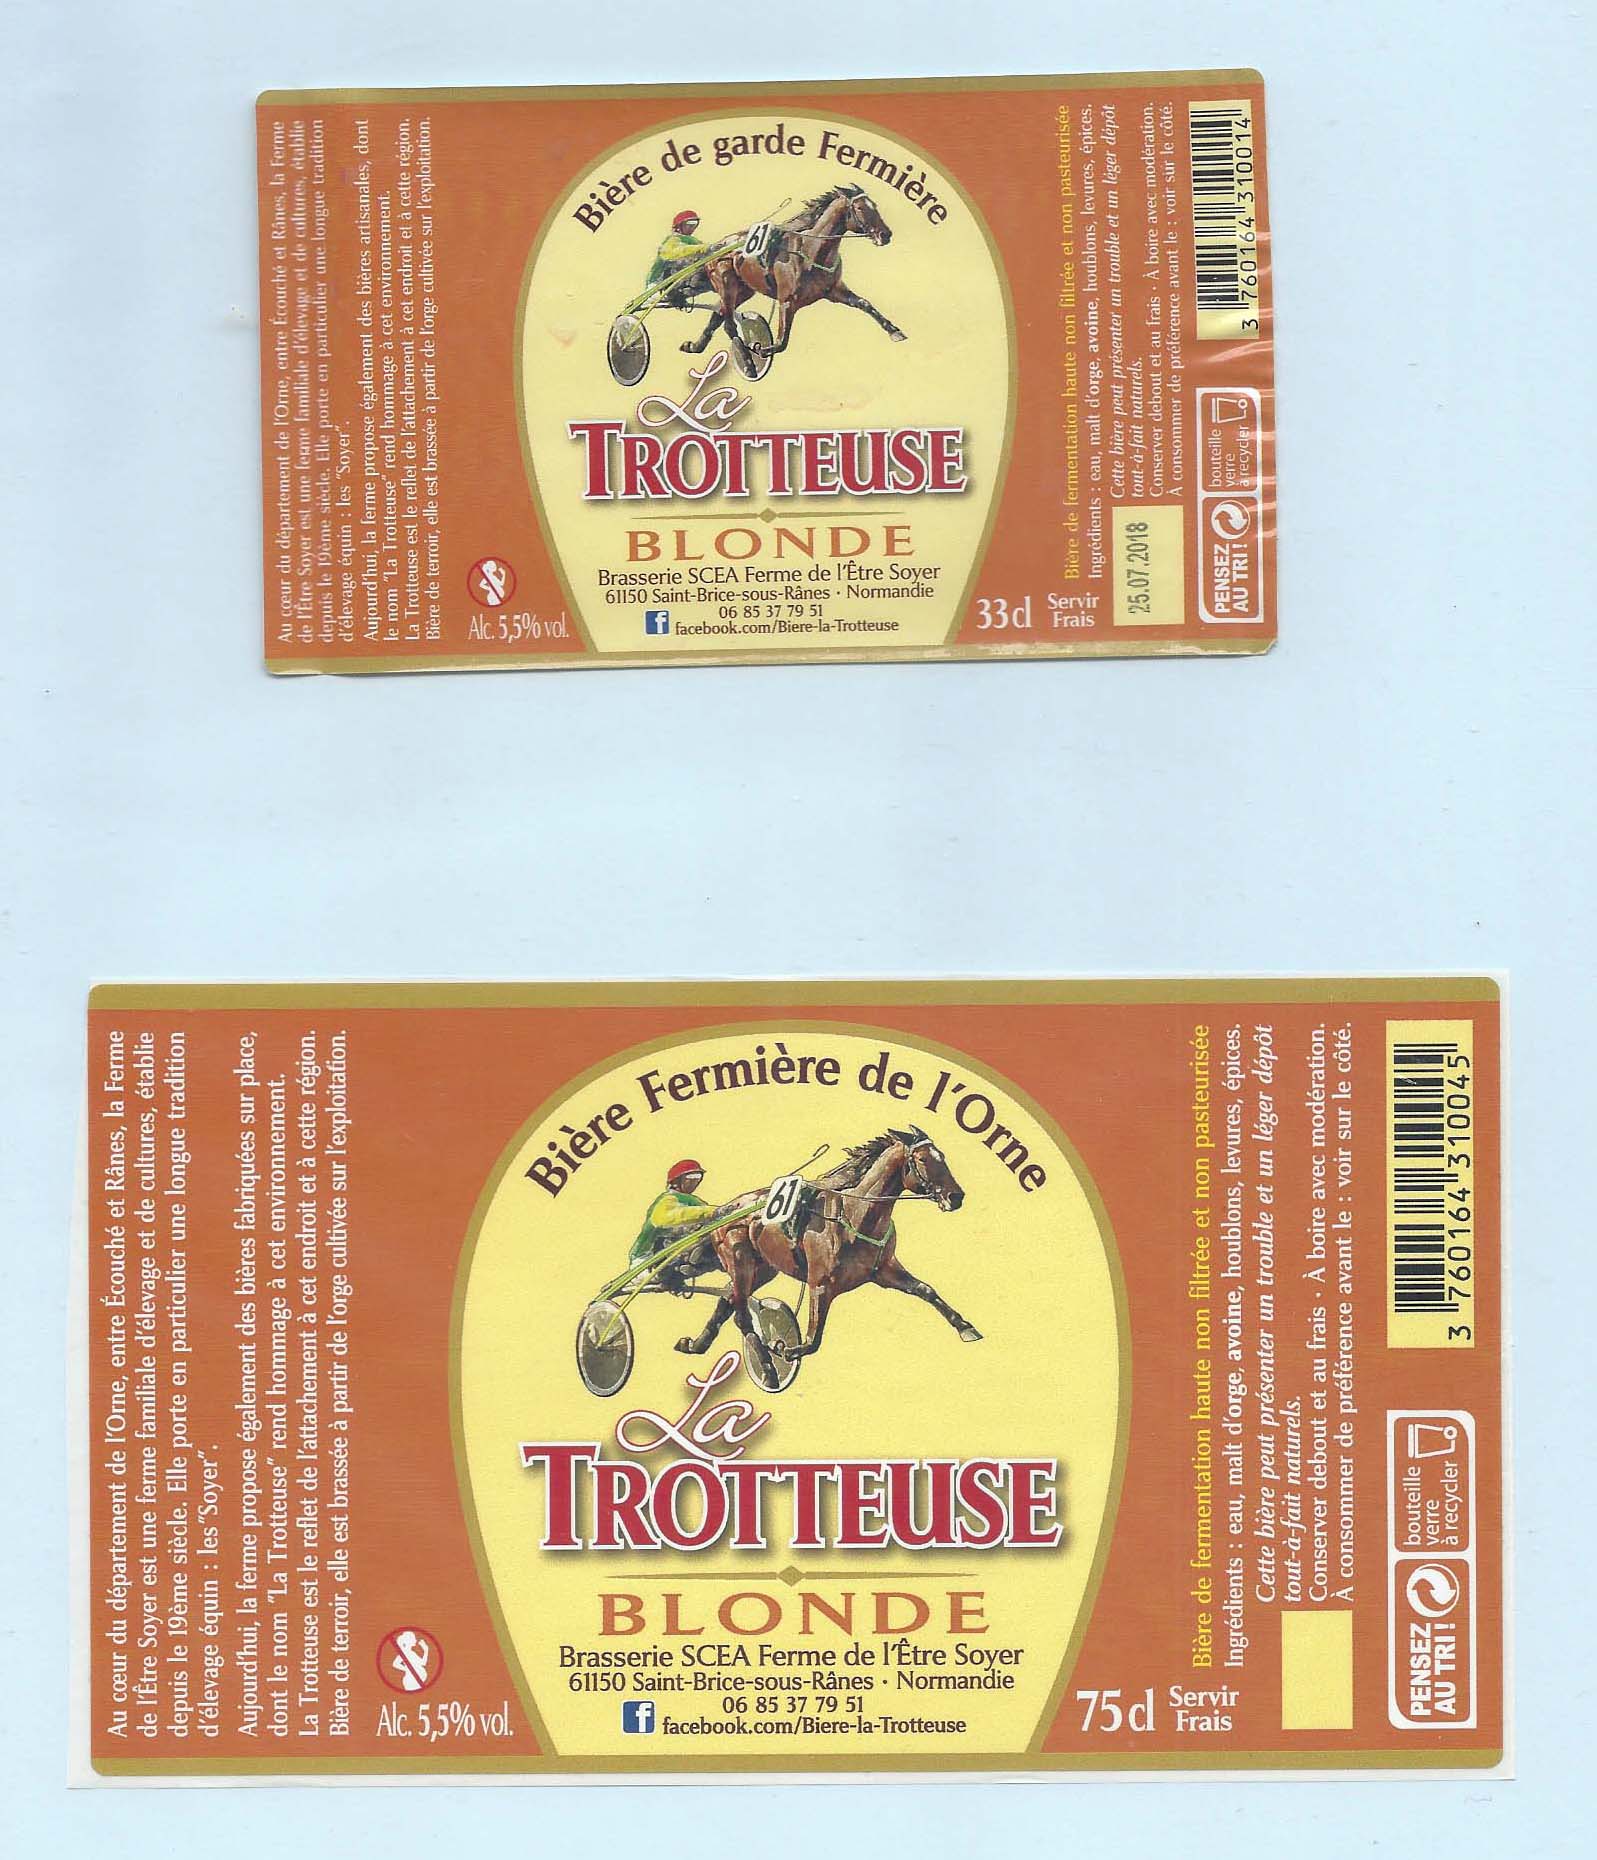 Au cœur du département de l'Orne, entre Écouché et Rânes, la Ferme
de l'Être Soyer est une ferme familiale d'élevage et de cultures, établie
depuis le 19ème siècle. Elle porte en particulier une longue tradition
d'élevage équin : les "Soyer".
Aujourd'hui, la ferme propose également des bières artisanales, dont
le nom "La Trotteuse" rend hommage à cet environnement.
La Trotteuse est le reflet de l'attachement à cet endroit et à cette région.
Bière de terroir, elle est brassée à partir de l'orge cultivée sur l'exploitation.
Alc. 5,5% vol.
Bière de garde Fermière
61
La
TROTTEUSE
BLONDE
Brasserie SCEA Ferme de l'Être Soyer
61150 Saint-Brice-sous-Rânes · Normandie
06 85 37 79 51
f facebook.com/Biere-la-Trotteuse
33cl
Servir
Frais
Bière de fermentation haute non filtrée et non pasteurisée
Ingrédients : eau, malt d'orge, avoine, houblons, levures, épices.
Cette bière peut présenter un trouble et un léger dépôt
tout-à-fait naturels.
Conserver debout et au frais · À boire avec modération.
À consommer de préférence avant le : voir sur le côté.
25.07.2018
3 760164 310014
PENSEZ
AU TRI !
bouteille
verre
à recycler
Au cœur du département de l'Orne, entre Écouché et Rânes, la Ferme
de l'Être Soyer est une ferme familiale d'élevage et de cultures, établie
depuis le 19ème siècle. Elle porte en particulier une longue tradition
d'élevage équin : les "Soyer".
Aujourd'hui, la ferme propose également des bières fabriquées sur place,
dont le nom "La Trotteuse" rend hommage à cet environnement.
La Trotteuse est le reflet de l'attachement à cet endroit et à cette région.
Bière de terroir, elle est brassée à partir de l'orge cultivée sur l'exploitation.
Alc. 5,5% vol.
Bière Fermière de l'Orne
61
La
TROTTEUSE
BLONDE
Brasserie SCEA Ferme de l'Être Soyer
61150 Saint-Brice-sous-Rânes · Normandie
06 85 37 79 51
f facebook.com/Biere-la-Trotteuse
75cl
Servir
Frais
Bière de fermentation haute non filtrée et non pasteurisée
Ingrédients : eau, malt d'orge, avoine, houblons, levures, épices.
Cette bière peut présenter un trouble et un léger dépôt
tout-à-fait naturels.
Conserver debout et au frais · À boire avec modération.
À consommer de préférence avant le : voir sur le côté.
3 760164 310045
PENSEZ
AU TRI !
bouteille
verre
à recycler